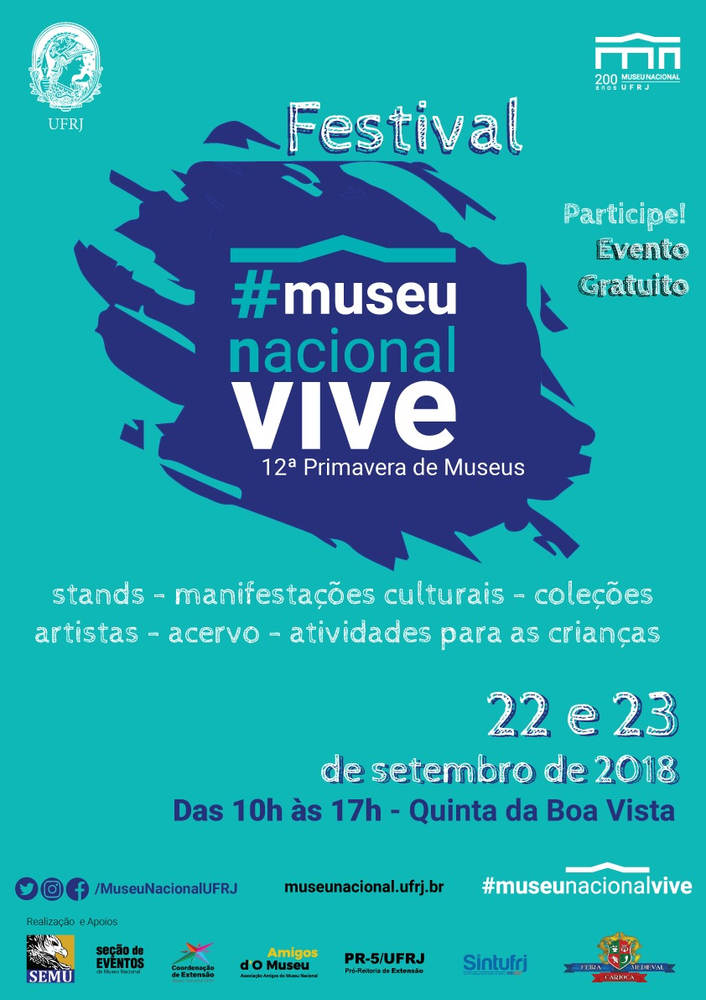 UFRJ
200 anos
MUSEU NACIONAL
UFRJ
Festival
Participe!
Evento
Gratuito
#museu
nacional
vive
12ª Primavera de Museus
stands - manifestações culturais - coleções
artistas - acervo - atividades para as crianças
22 e 23
de setembro de 2018
Das 10h às 17h - Quinta da Boa Vista
/MuseuNacionalUFRJ
museunacional.ufrj.br
#museunacionalvive
Realização e Apoios
SEMU
seção de
EVENTOS
do Museu Nacional
Coordenação
de Extensão
Museu Nacional/UFRJ
Amigos
d'O Museu
Associação Amigos do Museu Nacional
PR-5/UFRJ
Pró-Reitoria de Extensão
Sintufrj
FEIRA MEDIEVAL
CARIOCA